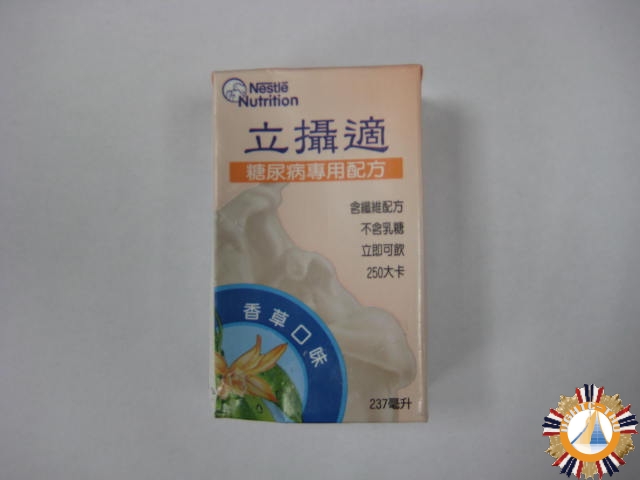 Nestlé
Nutrition
立攝適
糖尿病專用配方
含纖維配方
不含乳糖
立即可飲
250大卡
香草口味
237毫升